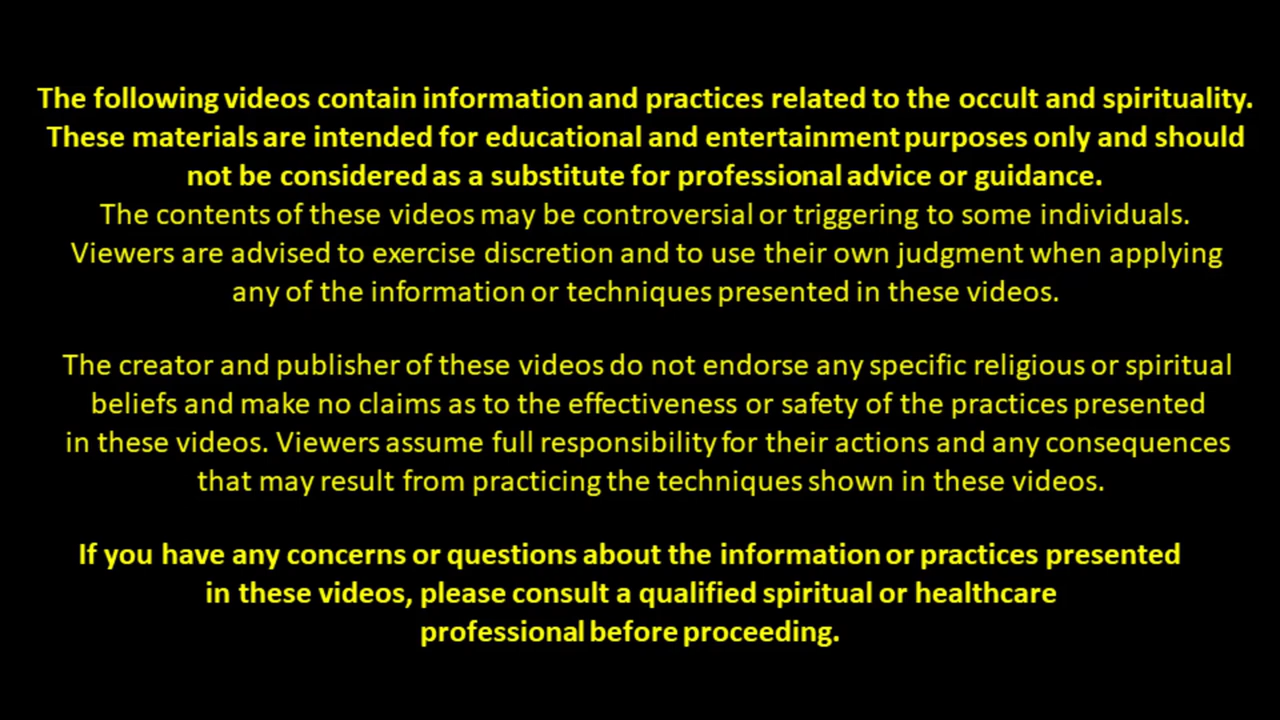 The following videos contain information and practices related to the occult and spirituality.
These materials are intended for educational and entertainment purposes only and should
not be considered as a substitute for professional advice or guidance.
The contents of these videos may be controversial or triggering to some individuals.
Viewers are advised to exercise discretion and to use their own judgment when applying
any of the information or techniques presented in these videos.
The creator and publisher of these videos do not endorse any specific religious or spiritual
beliefs and make no claims as to the effectiveness or safety of the practices presented
in these videos. Viewers assume full responsibility for their actions and any consequences
that may result from practicing the techniques shown in these videos.
If you have any concerns or questions about the information or practices presented
in these videos, please consult a qualified spiritual or healthcare
professional before proceeding.